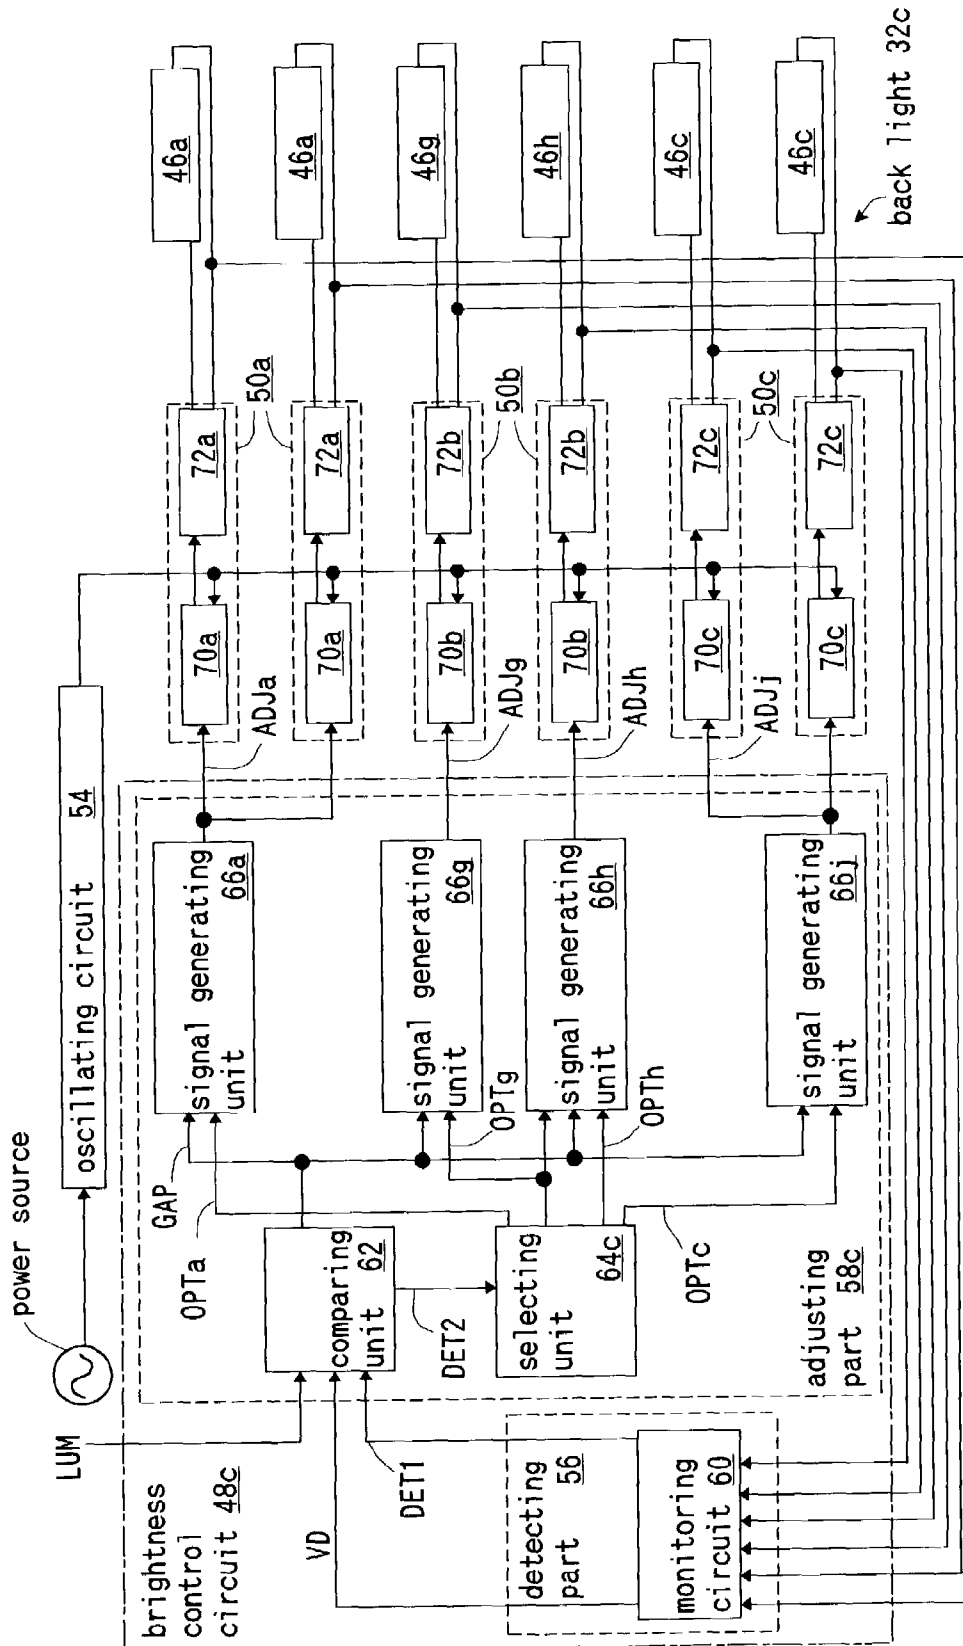 power source
oscillating circuit 54
LUM
brightness
control
circuit 48c
VD
DET1
detecting
part 56
monitoring
circuit 60
adjusting
part 58c
comparing
unit 62
DET2
selecting
unit 64c
GAP
OPTa
OPTg
OPTh
OPTc
signal generating
unit 66a
signal generating
unit 66g
signal generating
unit 66h
signal generating
unit 66j
ADJa
ADJg
ADJh
ADJj
70a
70a
70b
70b
70c
70c
72a
72a
72b
72b
72c
72c
50a
50b
50c
46a
46a
46g
46h
46c
46c
back light 32c